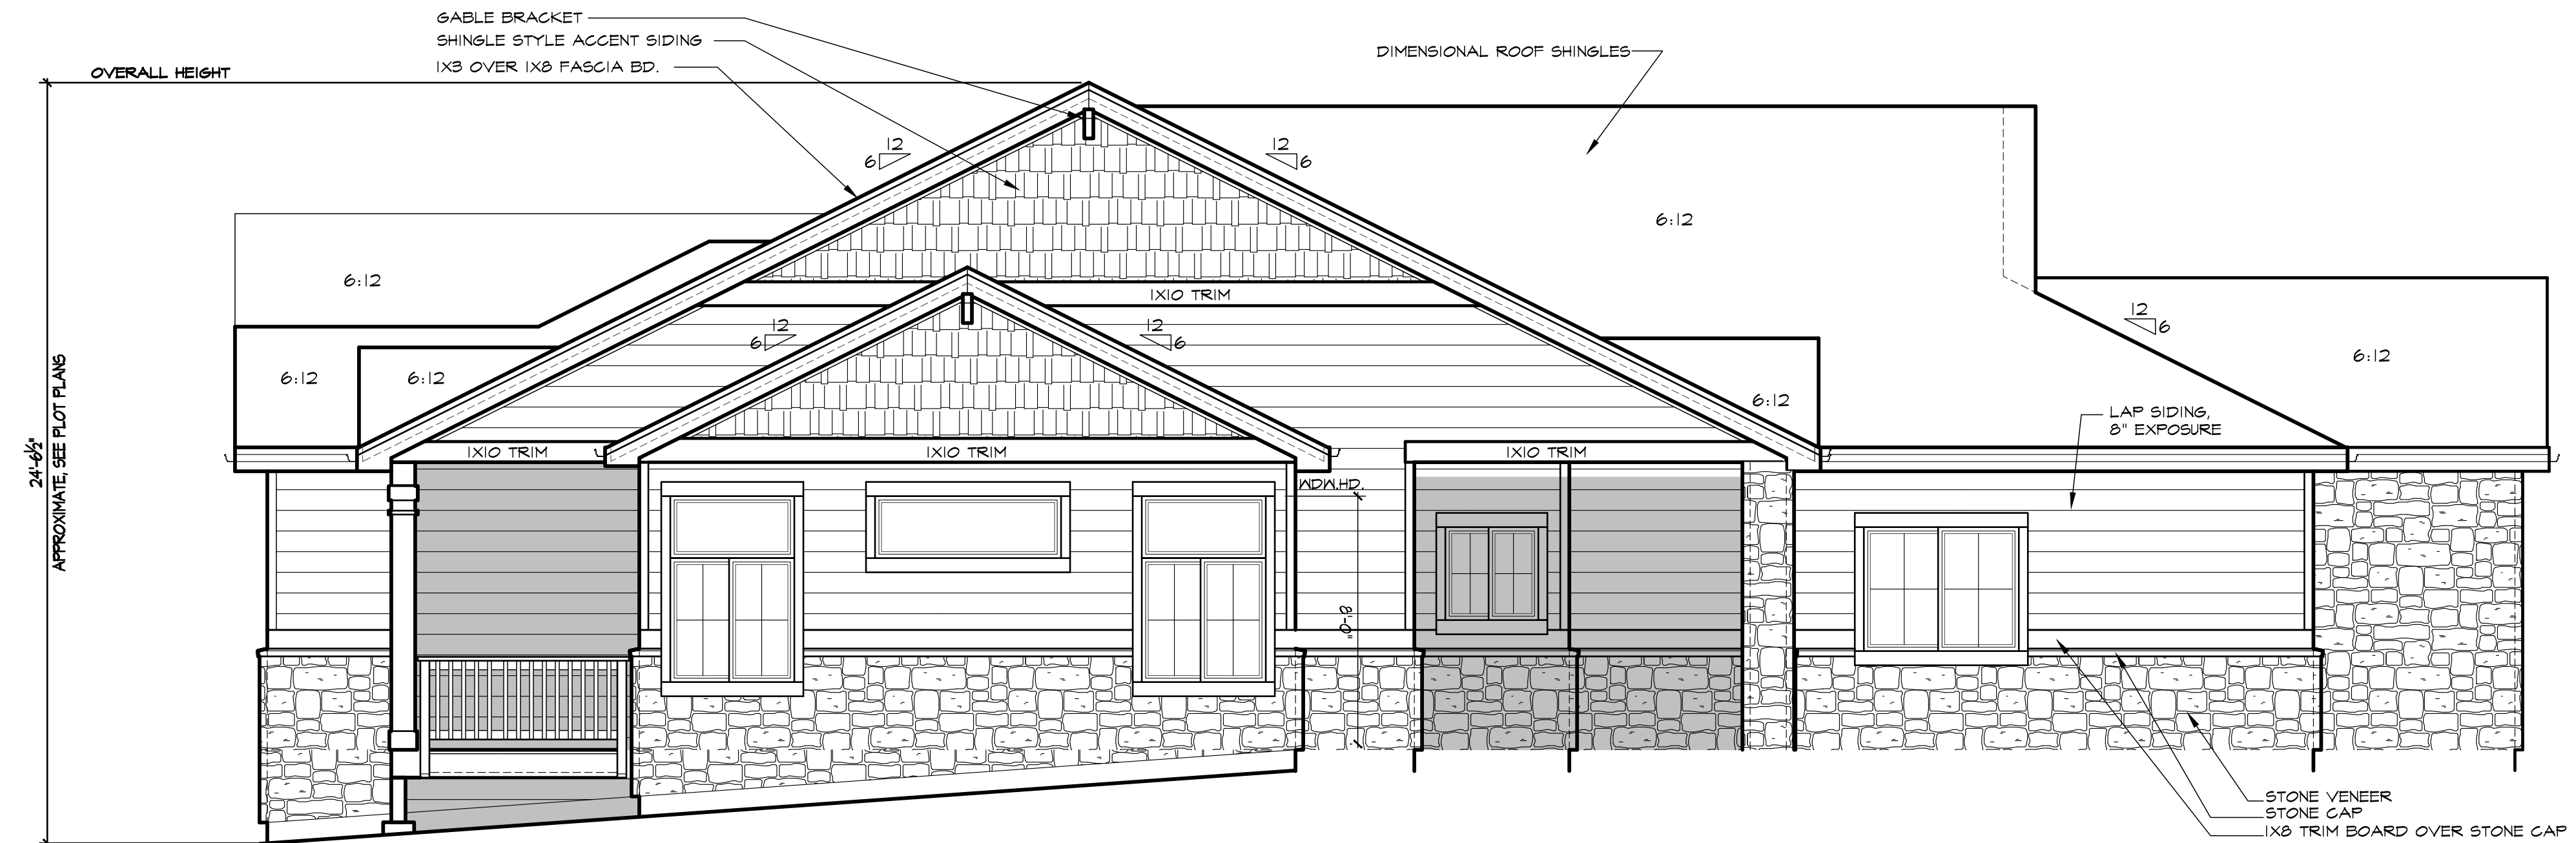 GABLE BRACKET
SHINGLE STYLE ACCENT SIDING
1X3 OVER 1X8 FASCIA BD.
DIMENSIONAL ROOF SHINGLES
OVERALL HEIGHT
12
6
12
6
6:12
6:12
1X10 TRIM
12
6
12
6
12
6
6:12
6:12
6:12
6:12
LAP SIDING,
8" EXPOSURE
24'-6½"
APPROXIMATE, SEE PLOT PLANS
1X10 TRIM
1X10 TRIM
1X10 TRIM
WDW.HD.
8'-0"
STONE VENEER
STONE CAP
1X8 TRIM BOARD OVER STONE CAP